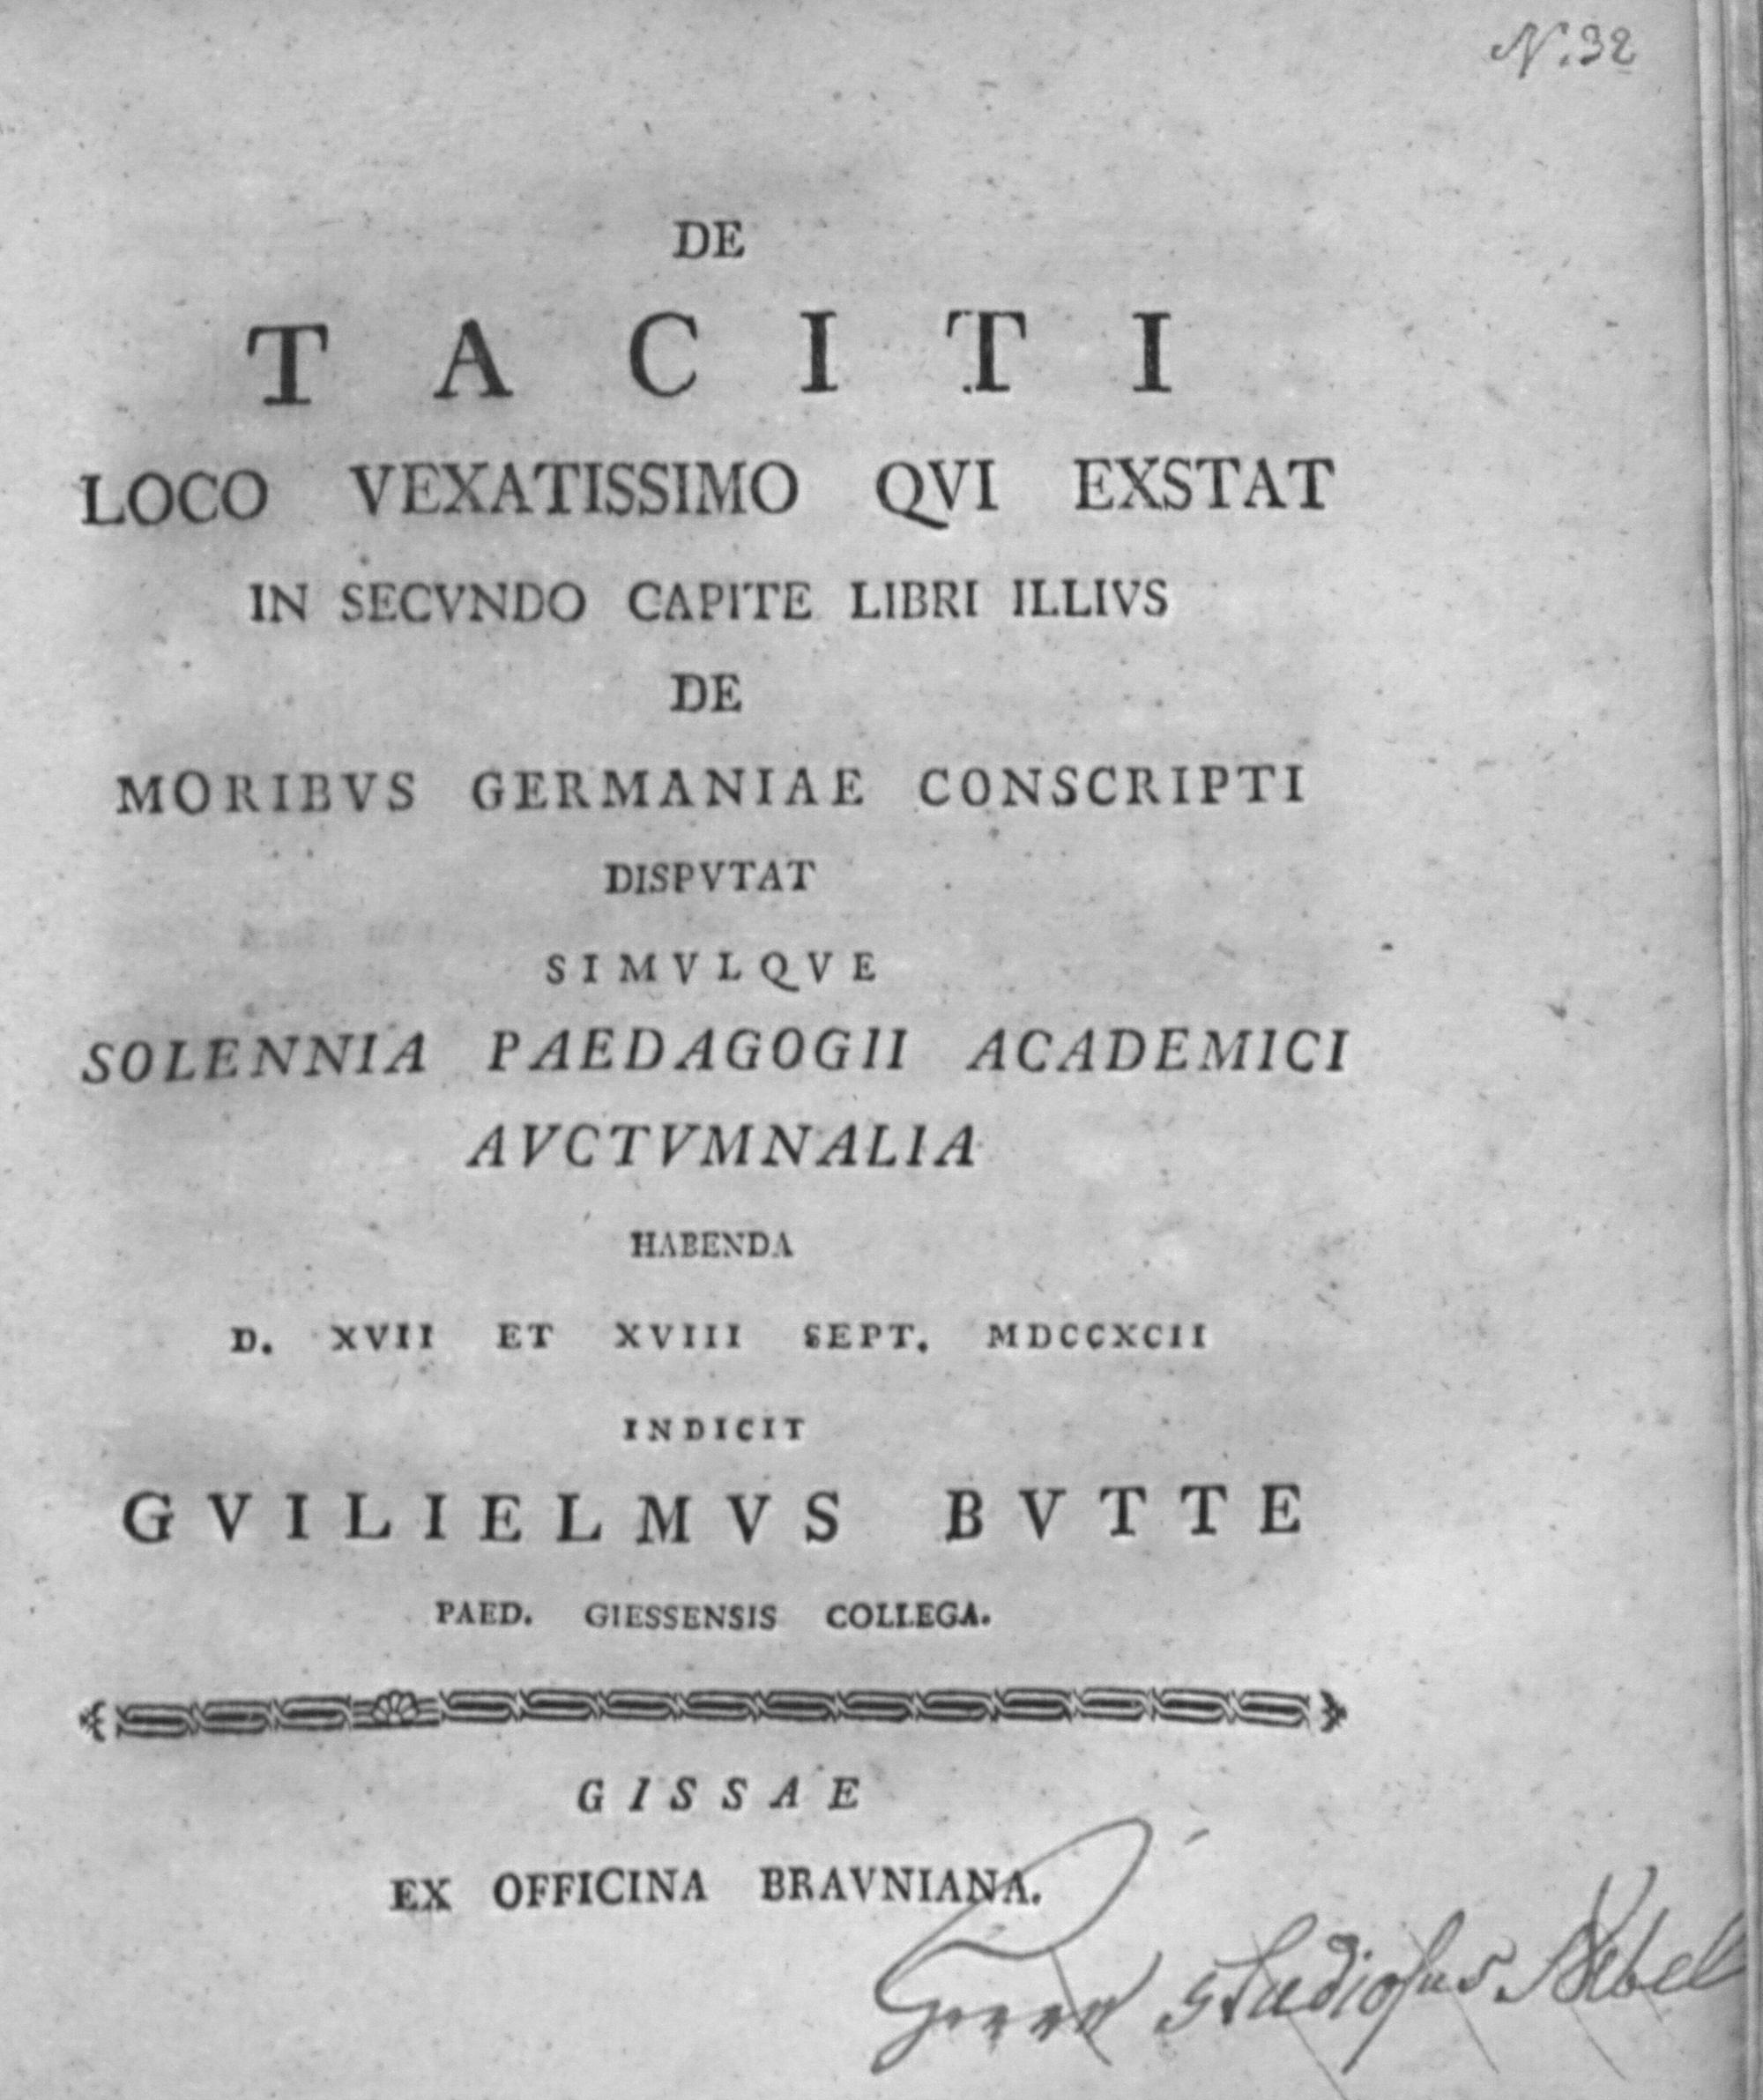 N. 32
DE
TACITI
LOCO VEXATISSIMO QVI EXSTAT
IN SECVNDO CAPITE LIBRI ILLIVS
DE
MORIBVS GERMANIAE CONSCRIPTI
DISPVTAT
SIMVLQVE
SOLENNIA PAEDAGOGII ACADEMICI
AVCTVMNALIA
HABENDA
D. XVII ET XVIII SEPT. MDCCXCII
INDICIT
GVILIELMVS BVTTE
PAED. GIESSENSIS COLLEGA.
GISSAE
EX OFFICINA BRAVNIANA.
Herrn Studiosus Nebel